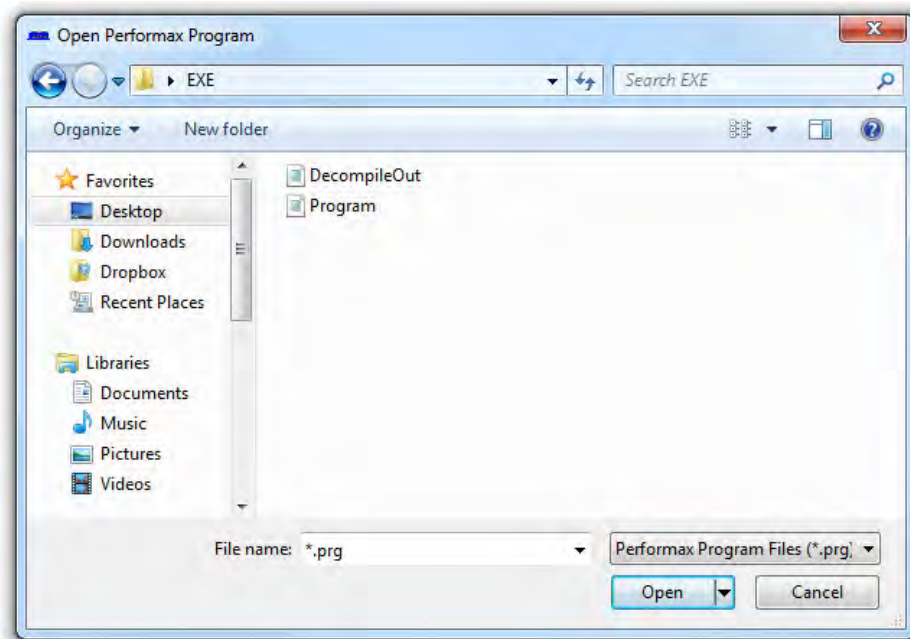 Open Performax Program
EXE
Search EXE
Organize
New folder
Favorites
Desktop
Downloads
Dropbox
Recent Places
Libraries
Documents
Music
Pictures
Videos
DecompileOut
Program
File name:
*.prg
Performax Program Files (*.prg)
Open
Cancel